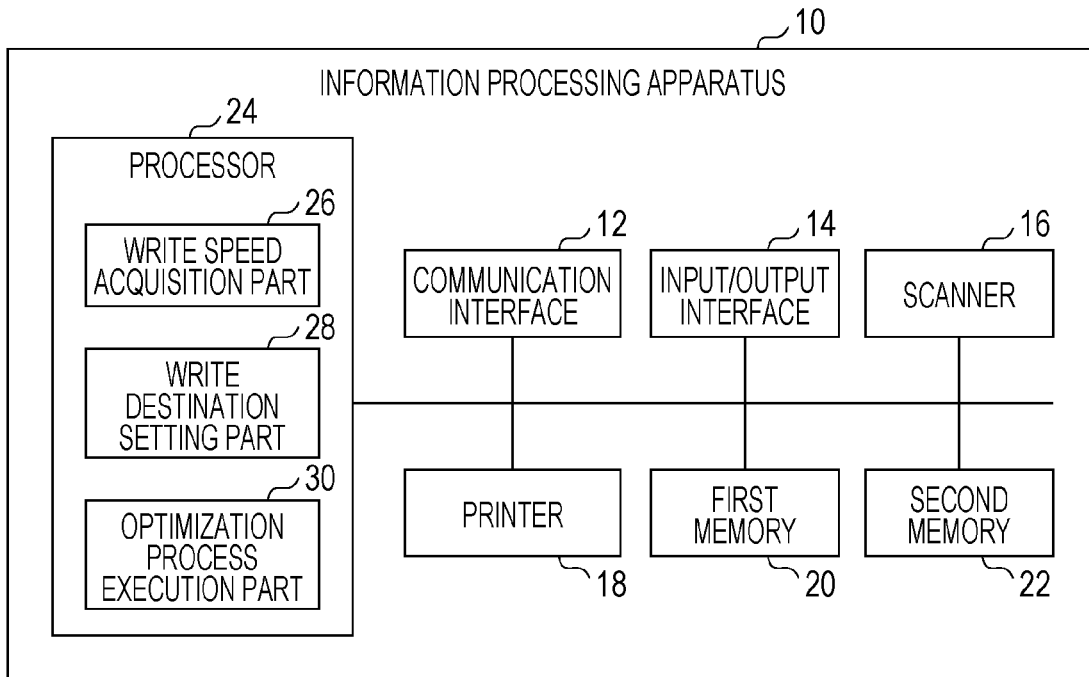 10
INFORMATION PROCESSING APPARATUS
24
PROCESSOR
26
WRITE SPEED
ACQUISITION PART
28
WRITE
DESTINATION
SETTING PART
30
OPTIMIZATION
PROCESS
EXECUTION PART
12
COMMUNICATION
INTERFACE
14
INPUT/OUTPUT
INTERFACE
16
SCANNER
PRINTER
18
FIRST
MEMORY
20
SECOND
MEMORY
22